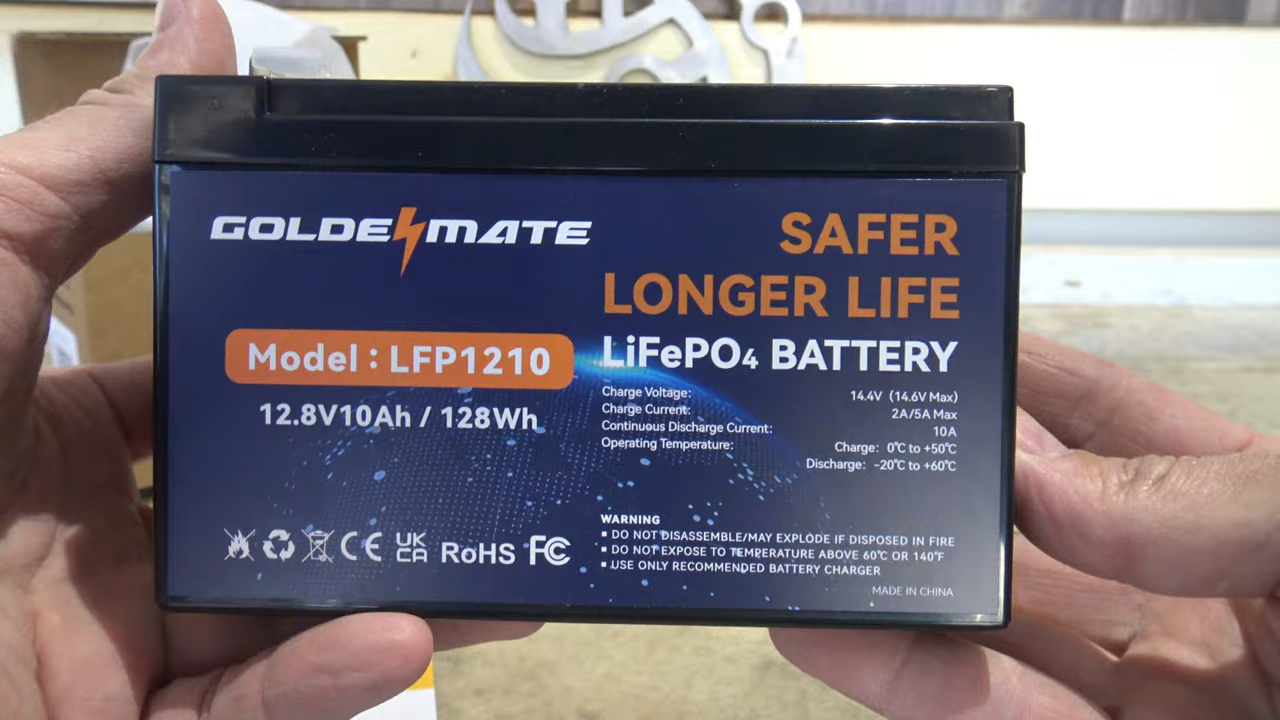 GOLDENMATE
SAFER
LONGER LIFE
Model : LFP1210
12.8V10Ah / 128Wh
LiFePO4 BATTERY
Charge Voltage: 14.4V (14.6V Max)
Charge Current: 2A/5A Max
Continuous Discharge Current: 10A
Operating Temperature: Charge: 0℃ to +50℃
Discharge: -20℃ to +60℃
CE UK CA RoHS FC
WARNING
▪ DO NOT DISASSEMBLE/MAY EXPLODE IF DISPOSED IN FIRE
▪ DO NOT EXPOSE TO TEMPERATURE ABOVE 60℃ OR 140℉
▪ USE ONLY RECOMMENDED BATTERY CHARGER
MADE IN CHINA